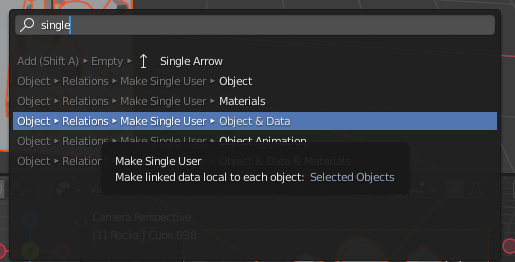 single
Add (Shift A) ▸ Empty ▸ Single Arrow
Object ▸ Relations ▸ Make Single User ▸ Object
Object ▸ Relations ▸ Make Single User ▸ Materials
Object ▸ Relations ▸ Make Single User ▸ Object & Data
Object ▸ Relations ▸ Make Single User ▸ Object Animation
Object ▸ Relations Object & Data & Materials
Make Single User
Make linked data local to each object: Selected Objects
Camera Perspective
(1) Rocks | Cube.038